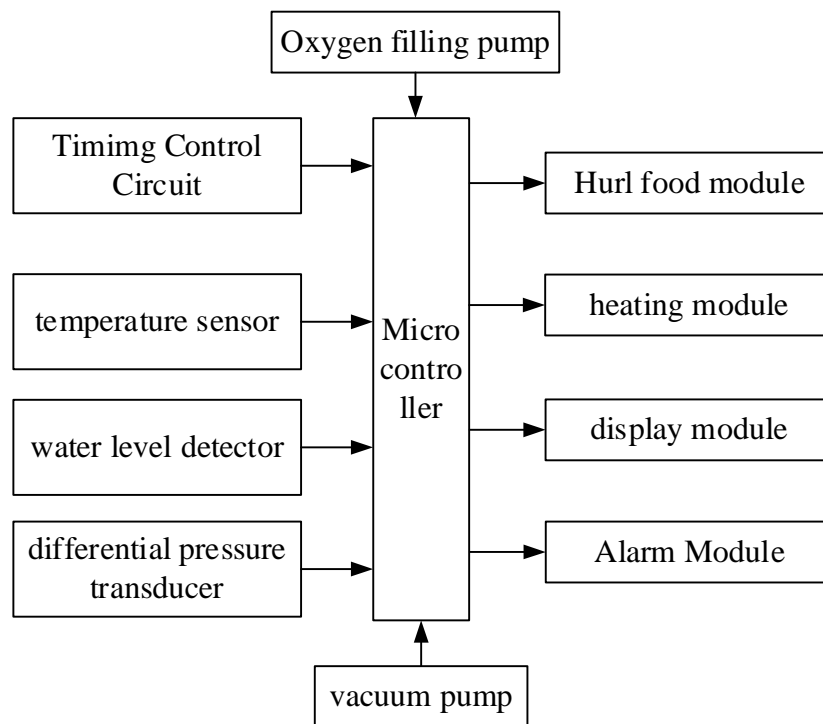 Oxygen filling pump
Timimg Control
Circuit
temperature sensor
water level detector
differential pressure
transducer
Micro
contro
ller
Hurl food module
heating module
display module
Alarm Module
vacuum pump